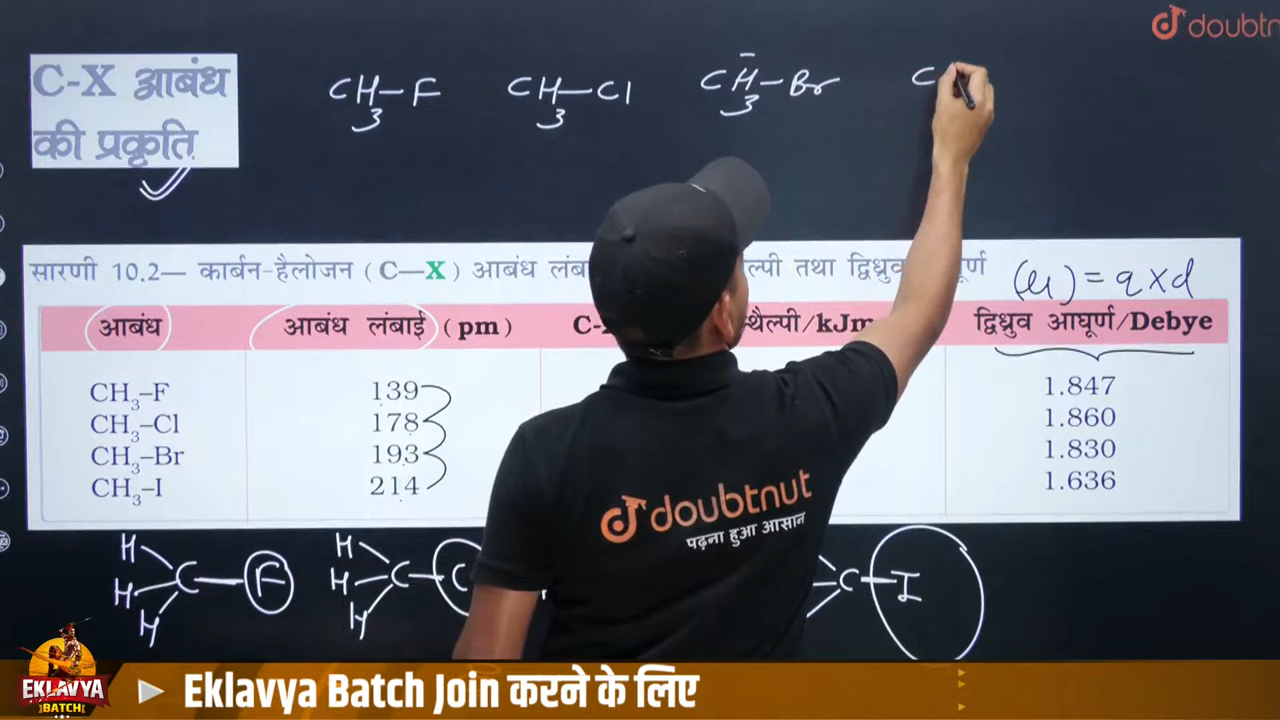 doubtn
C-X आबंध
की प्रकृति
CH3-F CH3-Cl CH3-Br C
सारणी 10.2— कार्बन-हैलोजन (C—X) आबंध तथा
(μ) = q x d
आबंध आबंध लंबाई (pm) द्विध्रुव आघूर्ण/Debye
CH3–F 139 1.847
CH3–Cl 178 1.860
CH3–Br 193 1.830
CH3–I 214 1.636
doubtnut
पढ़ना हुआ आसान
H H H C F
H H H C
C I
EKLAVYA
BATCH
Eklavya Batch Join करने के लिए